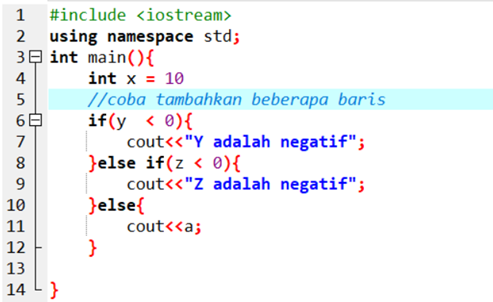 1 #include <iostream>
2 using namespace std;
3 int main(){
4 int x = 10
5 //coba tambahkan beberapa baris
6 if(y  < 0){
7 cout<<"Y adalah negatif";
8 }else if(z < 0){
9 cout<<"Z adalah negatif";
10 }else{
11 cout<<a;
12 }
13
14 }